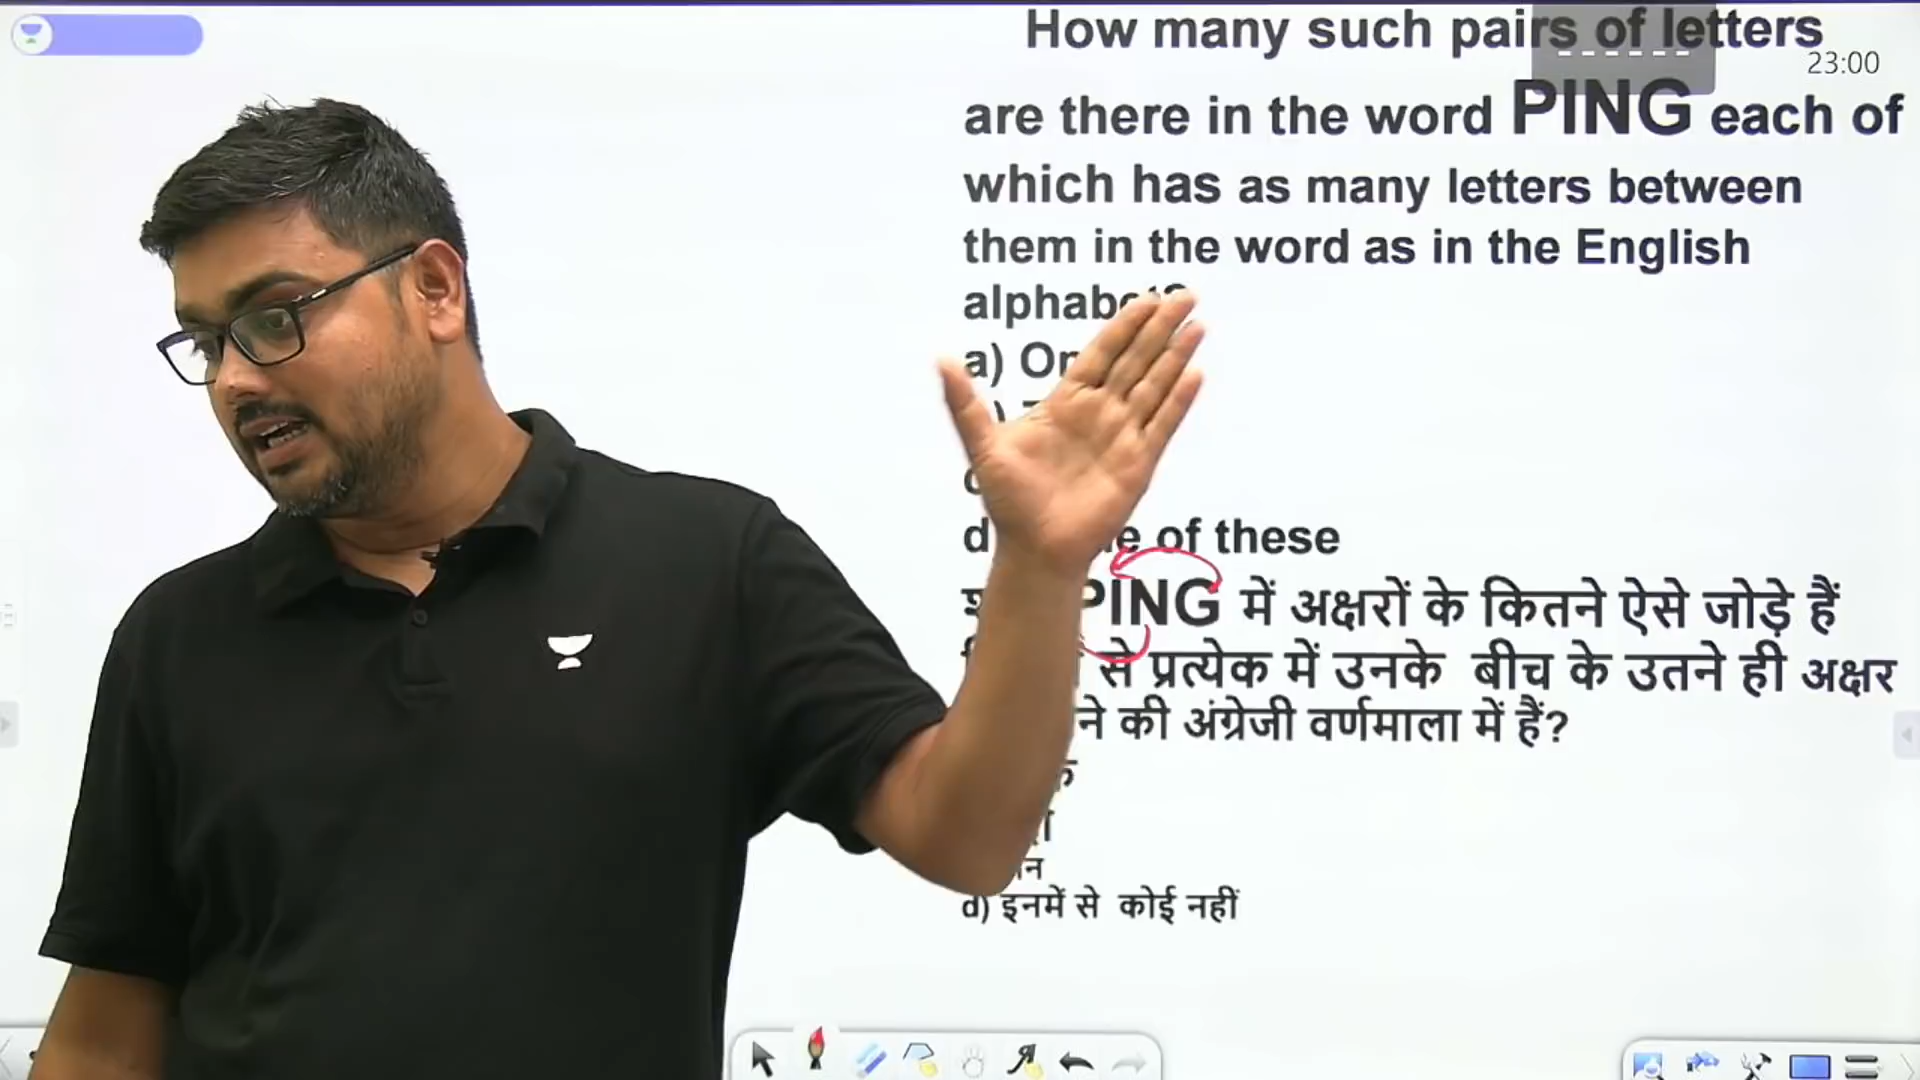 How many such pairs of letters
23:00
are there in the word PING each of
which has as many letters between
them in the word as in the English
a)
d of these
PING में अक्षरों के कितने ऐसे जोड़े हैं
से प्रत्येक में उनके बीच के उतने ही अक्षर
की अंग्रेजी वर्णमाला में हैं?
d) इनमें से कोई नहीं